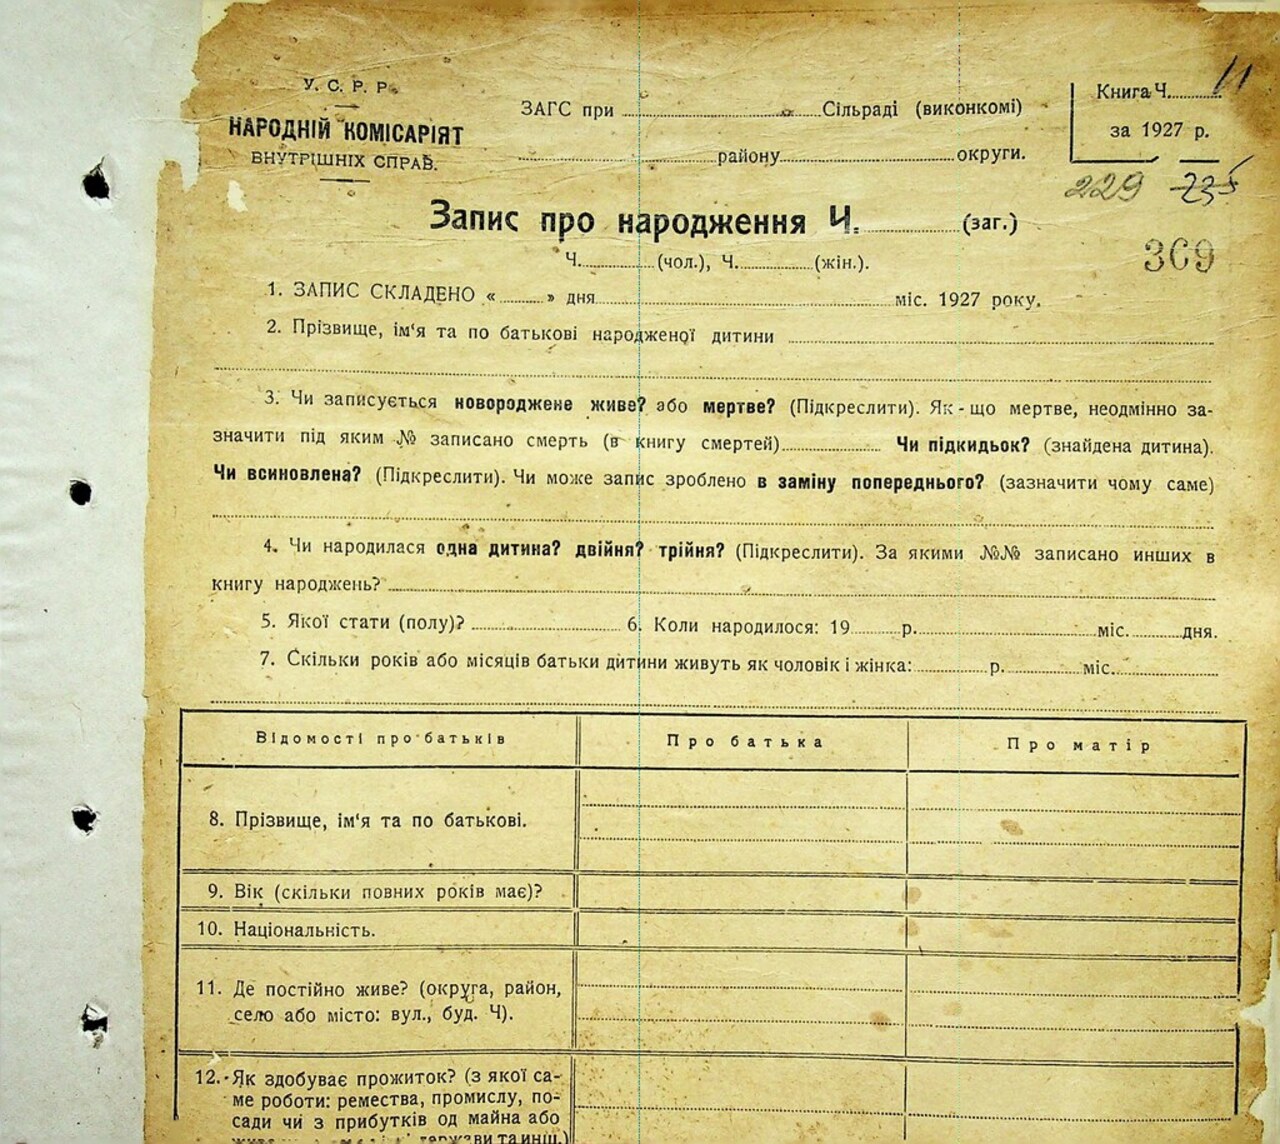 У. С. Р. Р.
НАРОДНІЙ КОМІСАРІЯТ
ВНУТРІШНІХ СПРАВ.
ЗАГС при Сільраді (виконкомі)
району округи.
Книга Ч. 11
за 1927 р.
229 235
369
Запис про народження Ч. (заг.)
Ч. (чол.), Ч. (жін.).
1. ЗАПИС СКЛАДЕНО « » дня міс. 1927 року.
2. Прізвище, ім‘я та по батькові народженої дитини
3. Чи записується новороджене живе? або мертве? (Підкреслити). Як-що мертве, неодмінно за-
значити під яким № записано смерть (в книгу смертей) Чи підкидьок? (знайдена дитина).
Чи всиновлена? (Підкреслити). Чи може запис зроблено в заміну попереднього? (зазначити чому саме)
4. Чи народилася одна дитина? двійня? трійня? (Підкреслити). За якими №№ записано инших в
книгу народжень?
5. Якої стати (полу)? 6. Коли народилося: 19 р. міс. дня.
7. Скільки років або місяців батьки дитини живуть як чоловік і жінка: р. міс.
Відомості про батьків Про батька Про матір
8. Прізвище, ім‘я та по батькові.
9. Вік (скільки повних років має)?
10. Національність.
11. Де постійно живе? (округа, район,
село або місто: вул., буд. Ч).
12. Як здобуває прожиток? (з якої са-
ме роботи: ремества, промислу, по-
сади чи з прибутків од майна або
держави та инш.)